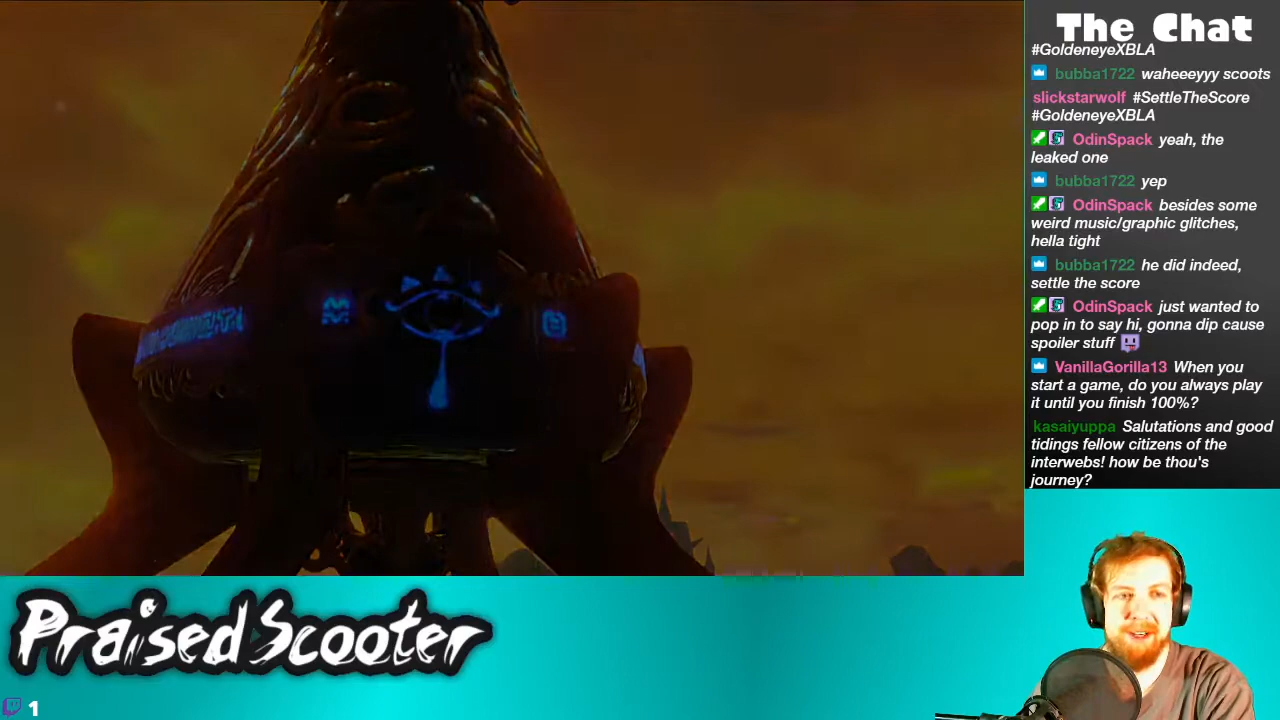 The Chat
#GoldeneyeXBLA
bubba1722 waheeeyyy scoots
slickstarwolf #SettleTheScore
#GoldeneyeXBLA
OdinSpack yeah, the
leaked one
bubba1722 yep
OdinSpack besides some
weird music/graphic glitches,
hella tight
bubba1722 he did indeed,
settle the score
OdinSpack just wanted to
pop in to say hi, gonna dip cause
spoiler stuff
VanillaGorilla13 When you
start a game, do you always play
it until you finish 100%?
kasaiyuppa Salutations and good
tidings fellow citizens of the
interwebs! how be thou's
journey?
Praised Scooter
1